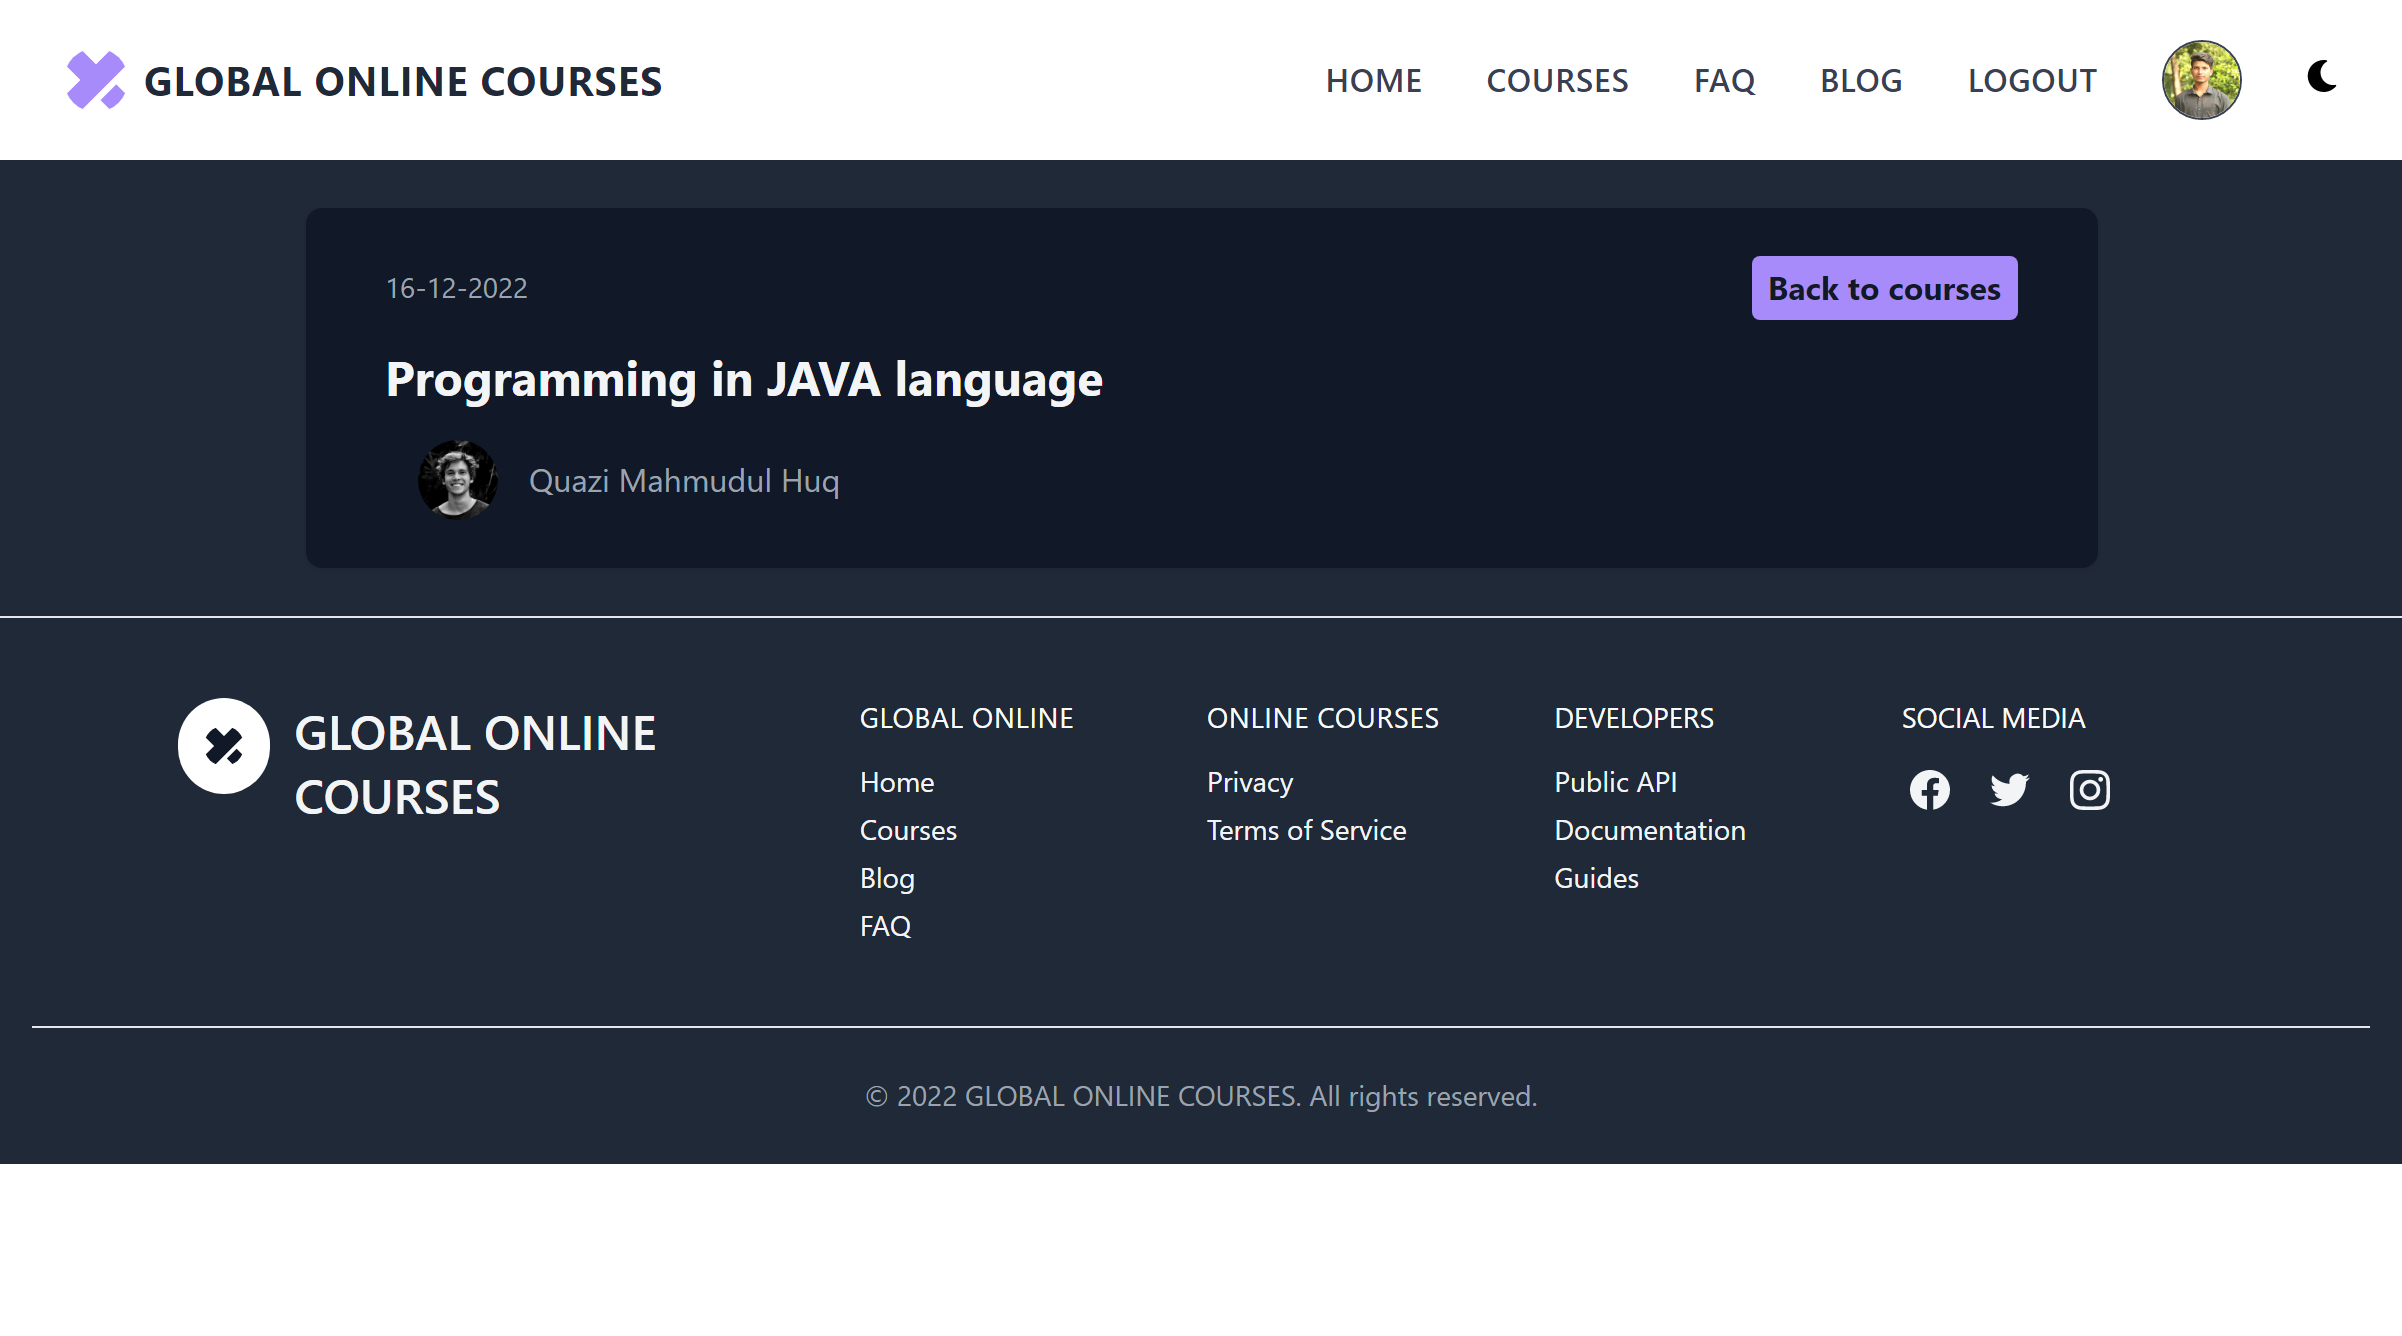 GLOBAL ONLINE COURSES
HOME COURSES FAQ BLOG LOGOUT
16-12-2022
Back to courses
Programming in JAVA language
Quazi Mahmudul Huq
GLOBAL ONLINE
COURSES
GLOBAL ONLINE
Home
Courses
Blog
FAQ
ONLINE COURSES
Privacy
Terms of Service
DEVELOPERS
Public API
Documentation
Guides
SOCIAL MEDIA
© 2022 GLOBAL ONLINE COURSES. All rights reserved.